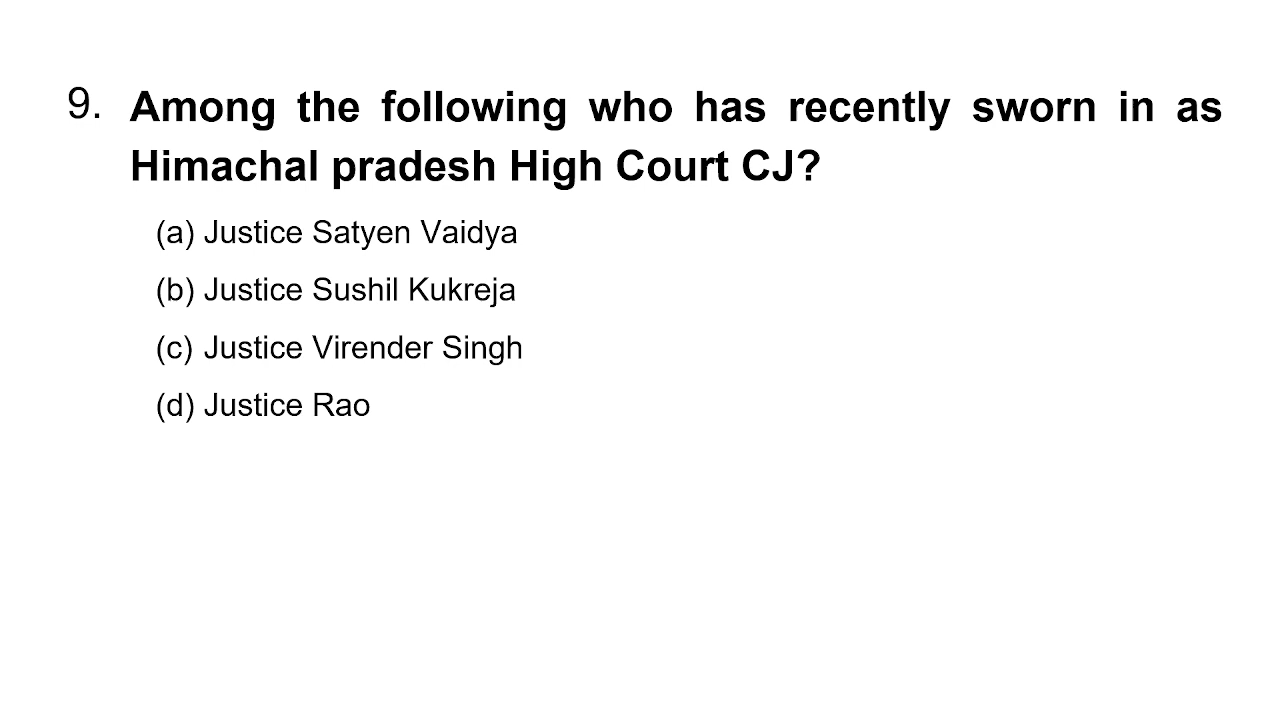 9. Among the following who has recently sworn in as
Himachal pradesh High Court CJ?
(a) Justice Satyen Vaidya
(b) Justice Sushil Kukreja
(c) Justice Virender Singh
(d) Justice Rao